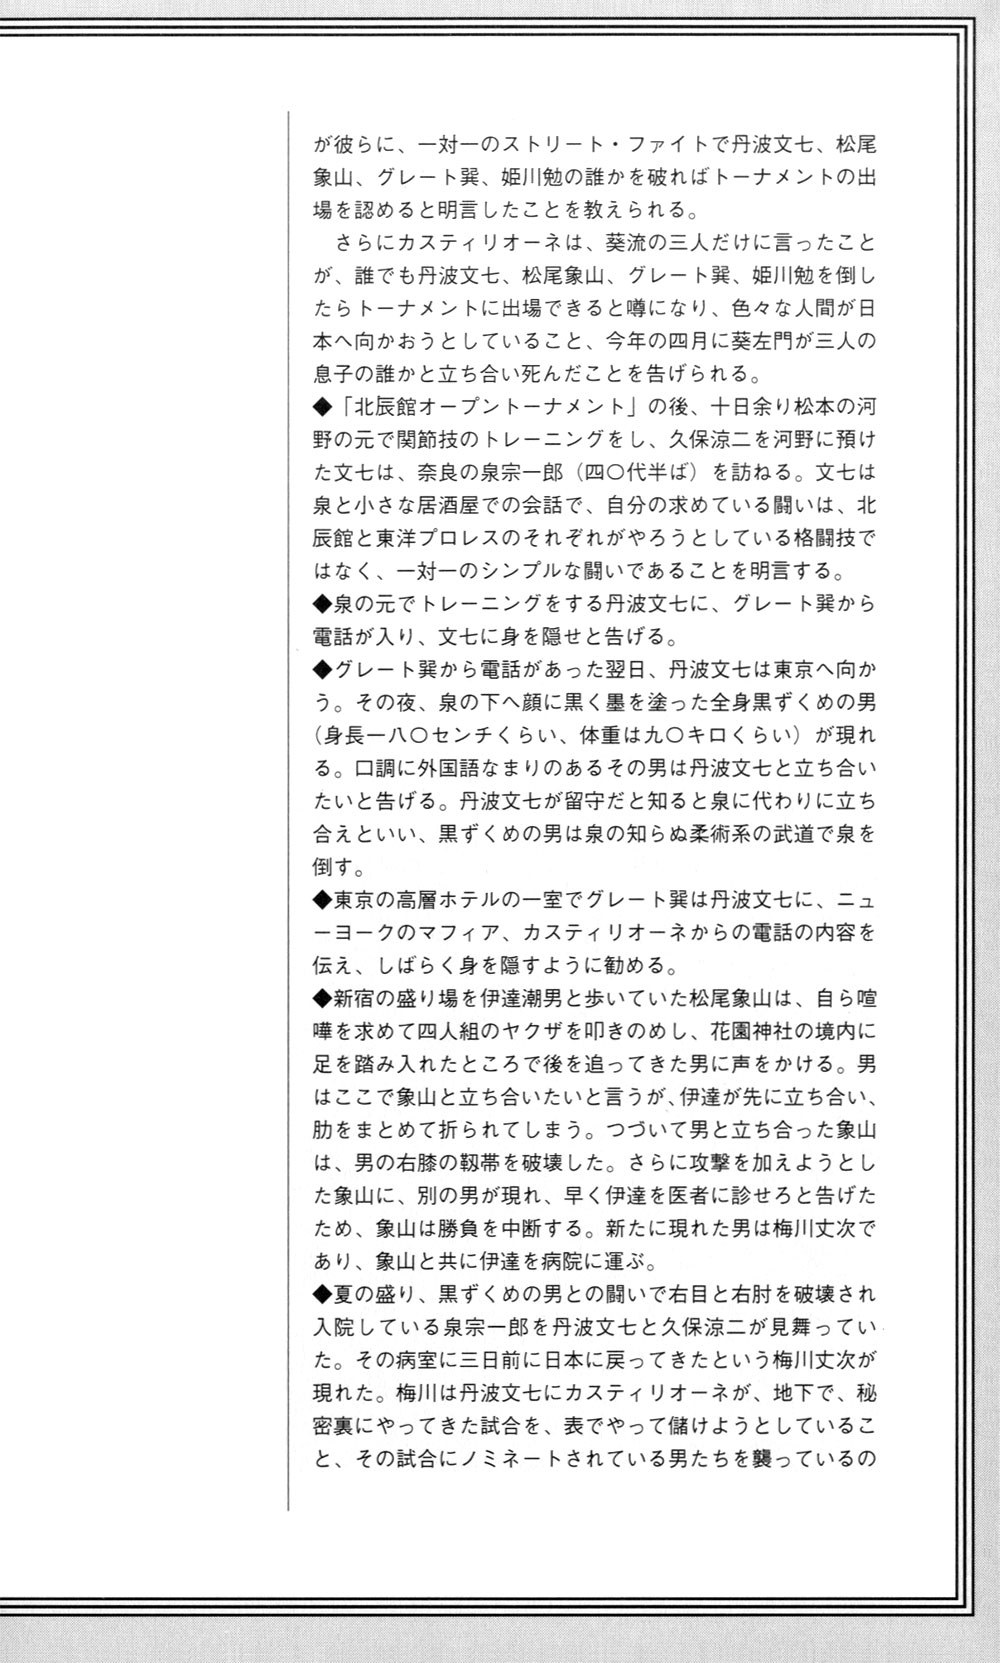 が彼らに、一対一のストリート・ファイトで丹波文七、松尾
象山、グレート巽、姫川勉の誰かを破ればトーナメントの出
場を認めると明言したことを教えられる。
　さらにカスティリオーネは、葵流の三人だけに言ったこと
が、誰でも丹波文七、松尾象山、グレート巽、姫川勉を倒し
たらトーナメントに出場できると噂になり、色々な人間が日
本へ向かおうとしていること、今年の四月に葵左門が三人の
息子の誰かと立ち合い死んだことを告げられる。
◆「北辰館オープントーナメント」の後、十日余り松本の河
野の元で関節技のトレーニングをし、久保涼二を河野に預け
た文七は、奈良の泉宗一郎（四〇代半ば）を訪ねる。文七は
泉と小さな居酒屋での会話で、自分の求めている闘いは、北
辰館と東洋プロレスのそれぞれがやろうとしている格闘技で
はなく、一対一のシンプルな闘いであることを明言する。
◆泉の元でトレーニングをする丹波文七に、グレート巽から
電話が入り、文七に身を隠せと告げる。
◆グレート巽から電話があった翌日、丹波文七は東京へ向か
う。その夜、泉の下へ顔に黒く墨を塗った全身黒ずくめの男
（身長一八〇センチくらい、体重は九〇キロくらい）が現れ
る。口調に外国語なまりのあるその男は丹波文七と立ち合い
たいと告げる。丹波文七が留守だと知ると泉に代わりに立ち
合えといい、黒ずくめの男は泉の知らぬ柔術系の武道で泉を
倒す。
◆東京の高層ホテルの一室でグレート巽は丹波文七に、ニュ
ーヨークのマフィア、カスティリオーネからの電話の内容を
伝え、しばらく身を隠すように勧める。
◆新宿の盛り場を伊達潮男と歩いていた松尾象山は、自ら喧
嘩を求めて四人組のヤクザを叩きのめし、花園神社の境内に
足を踏み入れたところで後を追ってきた男に声をかける。男
はここで象山と立ち合いたいと言うが、伊達が先に立ち合い、
肋をまとめて折られてしまう。つづいて男と立ち合った象山
は、男の右膝の靱帯を破壊した。さらに攻撃を加えようとし
た象山に、別の男が現れ、早く伊達を医者に診せろと告げた
ため、象山は勝負を中断する。新たに現れた男は梅川丈次で
あり、象山と共に伊達を病院に運ぶ。
◆夏の盛り、黒ずくめの男との闘いで右目と右肘を破壊され
入院している泉宗一郎を丹波文七と久保涼二が見舞ってい
た。その病室に三日前に日本に戻ってきたという梅川丈次が
現れた。梅川は丹波文七にカスティリオーネが、地下で、秘
密裏にやってきた試合を、表でやって儲けようとしているこ
と、その試合にノミネートされている男たちを襲っているの